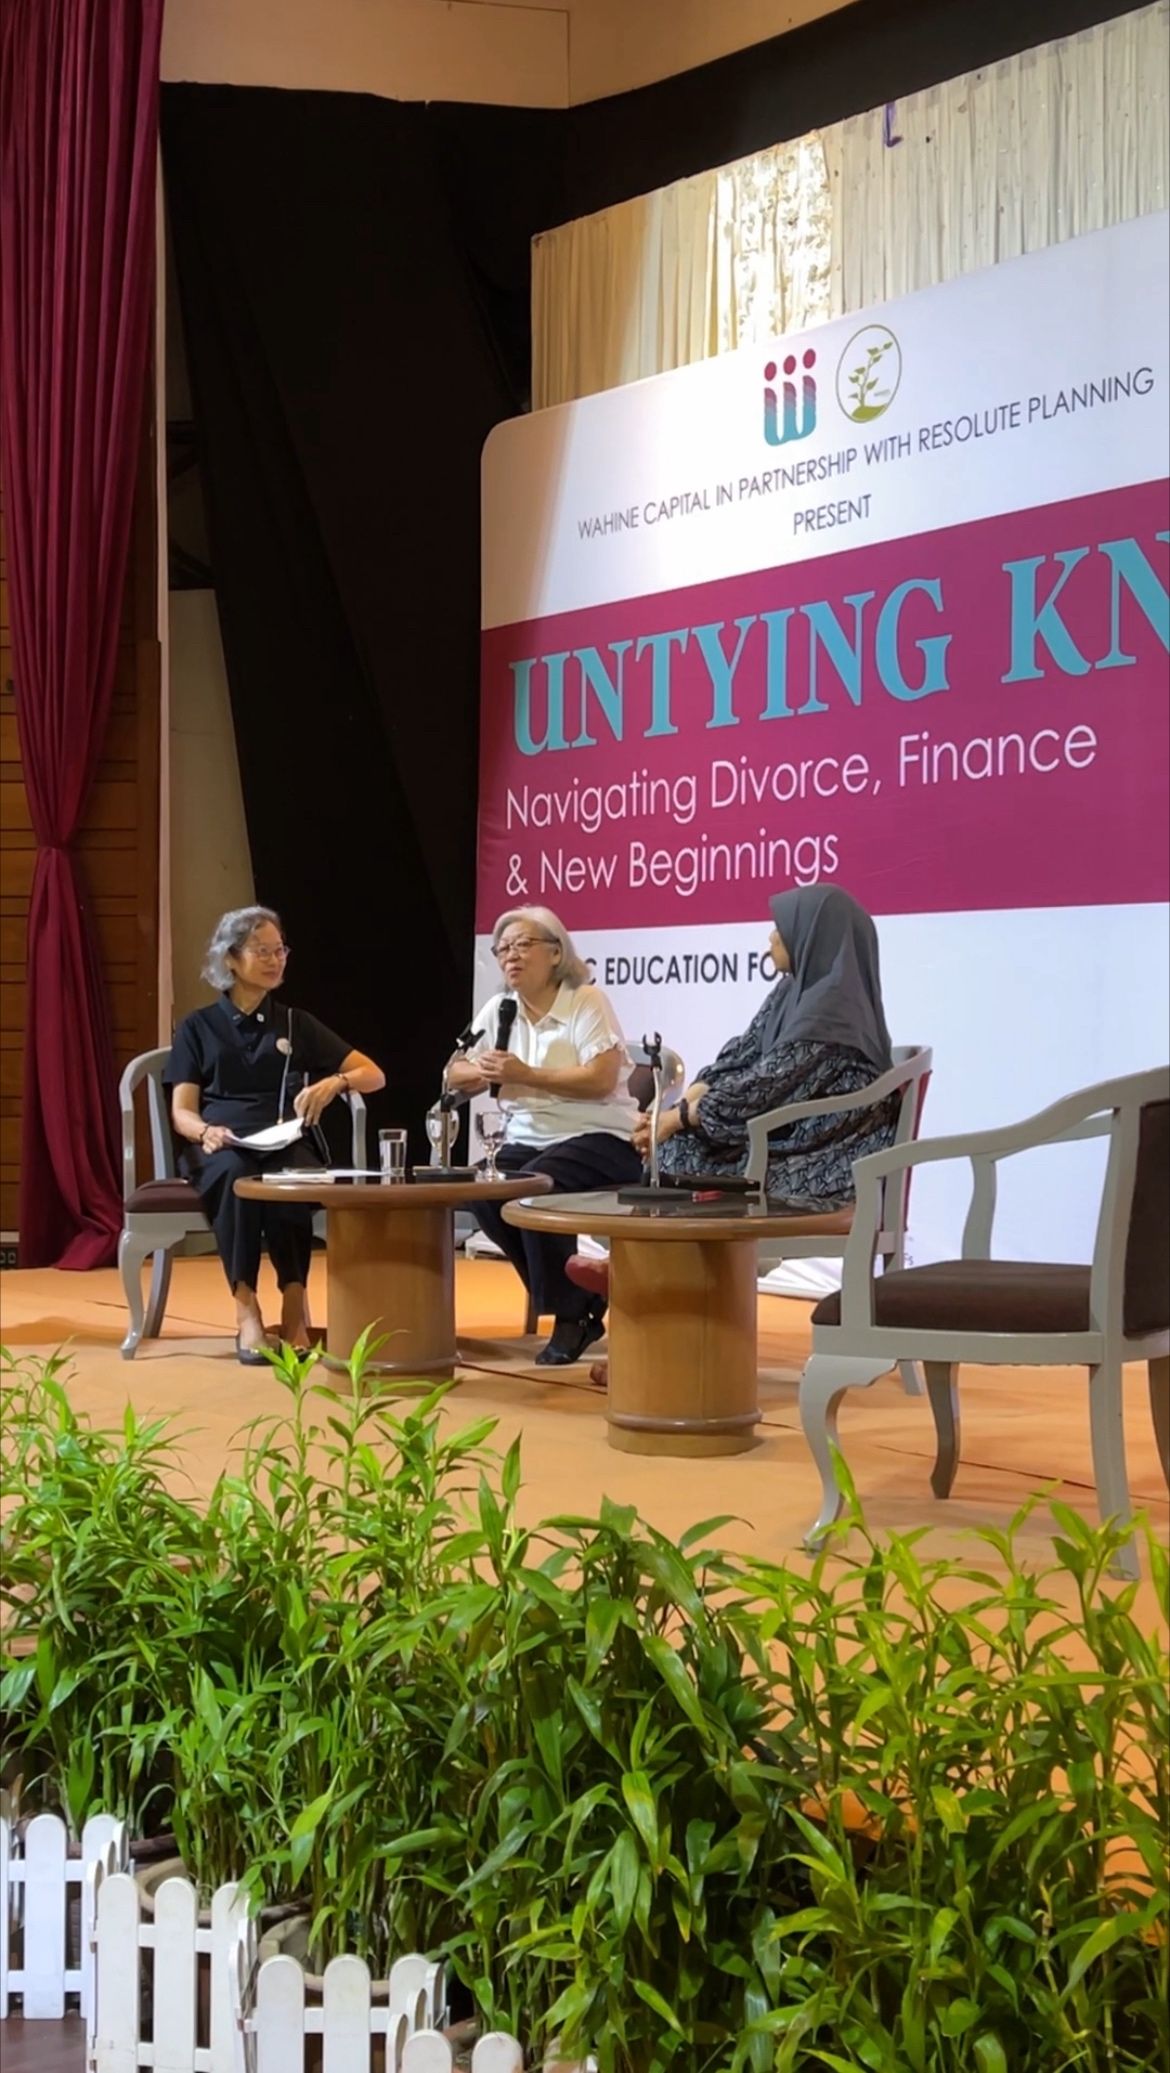 WAHINE CAPITAL IN PARTNERSHIP WITH RESOLUTE PLANNING
PRESENT
UNTYING KN
Navigating Divorce, Finance
& New Beginnings
C EDUCATION FO